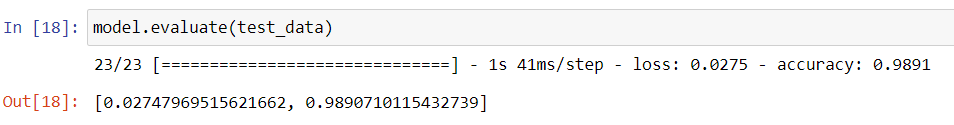 In [18]: model.evaluate(test_data)
23/23 [==============================] - 1s 41ms/step - loss: 0.0275 - accuracy: 0.9891
Out[18]: [0.02747969515621662, 0.9890710115432739]